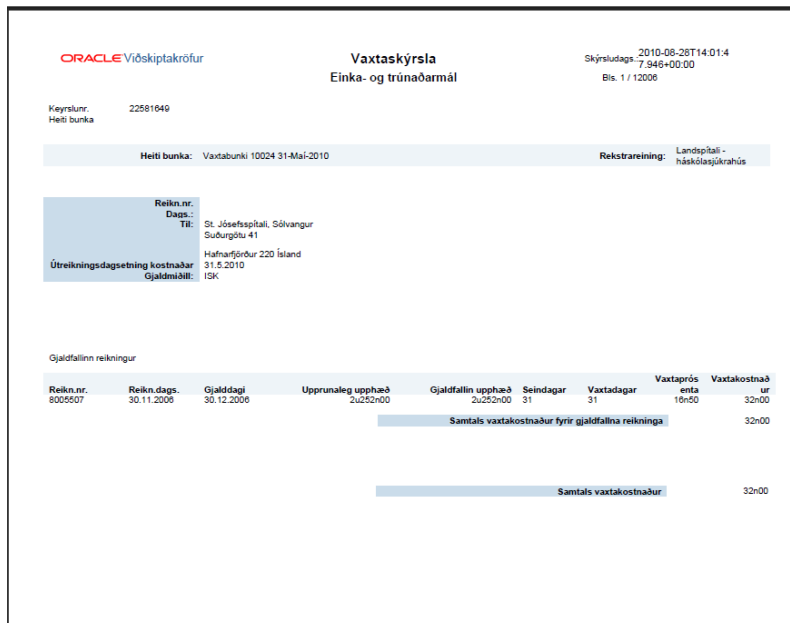 ORACLE Viðskiptakröfur
Vaxtaskýrsla
Einka- og trúnaðarmál
Skýrsludags.: 2010-08-28T14:01:4
7.946+00:00
Bls. 1 / 12006
Keyrslunr. 22581649
Heiti bunka
Heiti bunka: Vaxtabunki 10024 31-Maí-2010 Rekstrareining: Landspítali -
háskólasjúkrahús
Reikn.nr.
Dags.:
Til: St. Jósefsspítali, Sólvangur
Suðurgötu 41
Hafnarfjörður 220 Ísland
Útreikningsdagsetning kostnaðar 31.5.2010
Gjaldmiðill: ISK
Gjaldfallinn reikningur
Reikn.nr. Reikn.dags. Gjalddagi Upprunaleg upphæð Gjaldfallin upphæð Seindagar Vaxtadagar Vaxtaprós
enta Vaxtakostnað
ur
8005507 30.11.2006 30.12.2006 2u252n00 2u252n00 31 31 16n50 32n00
Samtals vaxtakostnaður fyrir gjaldfallna reikninga 32n00
Samtals vaxtakostnaður 32n00